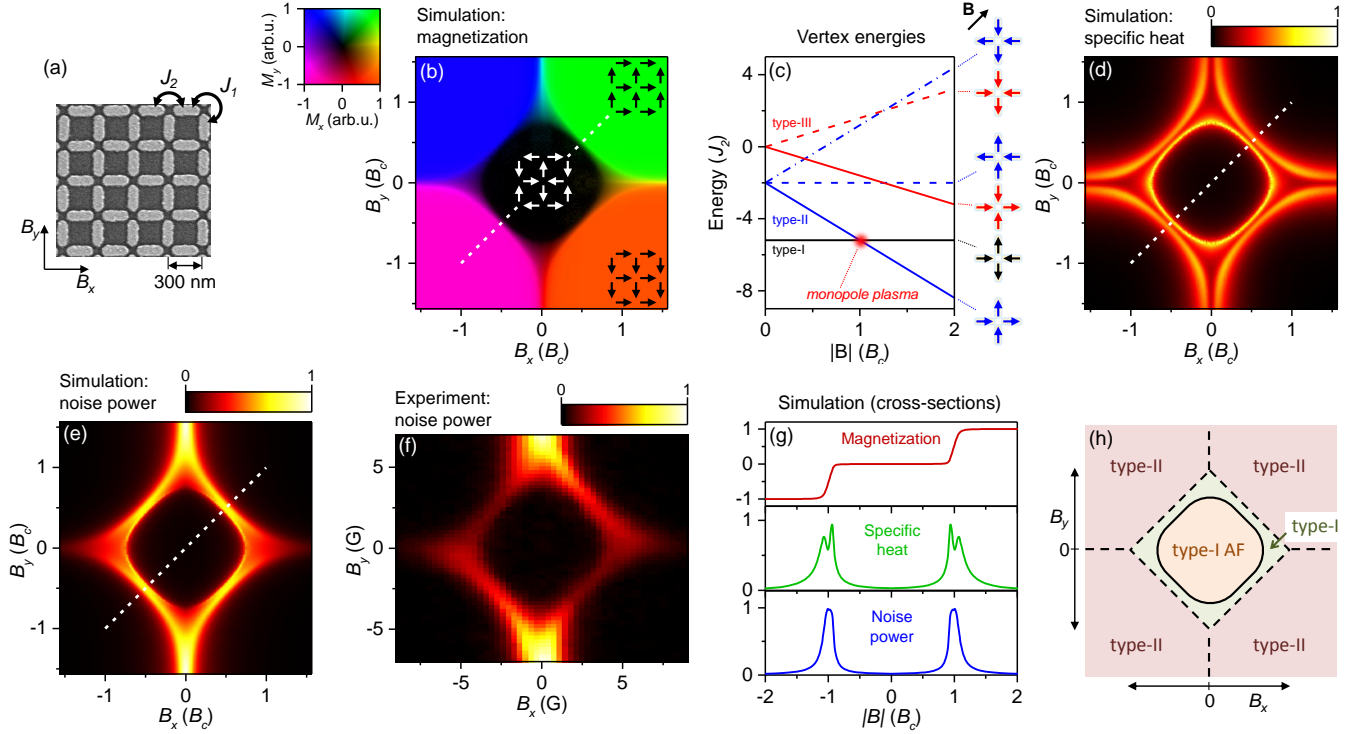 (a)
J2
J1
By
Bx
300 nm
My (arb.u.)
1
0
-1
-1
0
1
Mx (arb.u.)
Simulation:
magnetization
(b)
1
0
-1
By (Bc)
-1
0
1
Bx (Bc)
Vertex energies
B
(c)
4
0
-4
-8
Energy (J2)
type-III
type-II
type-I
monopole plasma
0
1
2
|B| (Bc)
Simulation:
specific heat
0
1
(d)
1
0
-1
By (Bc)
-1
0
1
Bx (Bc)
Simulation:
noise power
0
1
(e)
1
0
-1
By (Bc)
-1
0
1
Bx (Bc)
Experiment:
noise power
0
1
(f)
5
0
-5
By (G)
-5
0
5
Bx (G)
Simulation (cross-sections)
(g)
Magnetization
1
0
-1
Specific
heat
1
0
Noise
power
1
0
-2
-1
0
1
2
|B| (Bc)
(h)
type-II
type-II
type-I
type-I AF
type-II
type-II
By
0
0
Bx